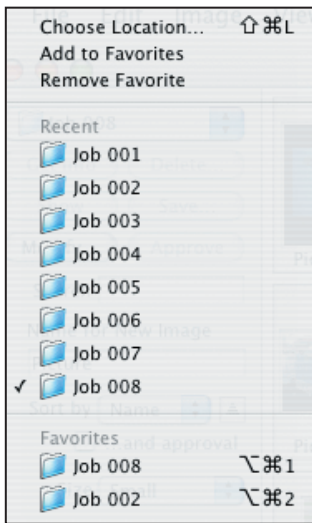 Choose Location... ⇧⌘L
Add to Favorites
Remove Favorite
Recent
Job 001
Job 002
Job 003
Job 004
Job 005
Job 006
Job 007
✓ Job 008
Favorites
Job 008 ⌥⌘1
Job 002 ⌥⌘2